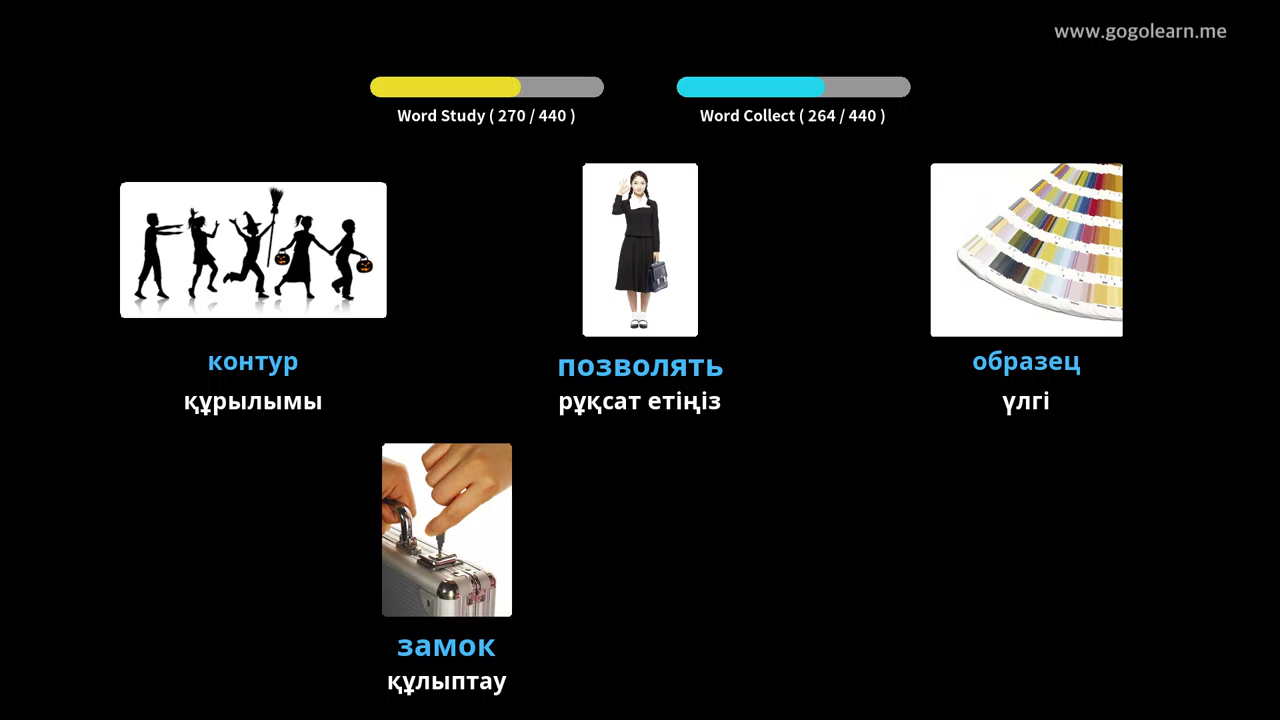 www.gogolearn.me
Word Study ( 270 / 440 )
Word Collect ( 264 / 440 )
контур
құрылымы
позволять
рұқсат етіңіз
образец
үлгі
замок
құлыптау